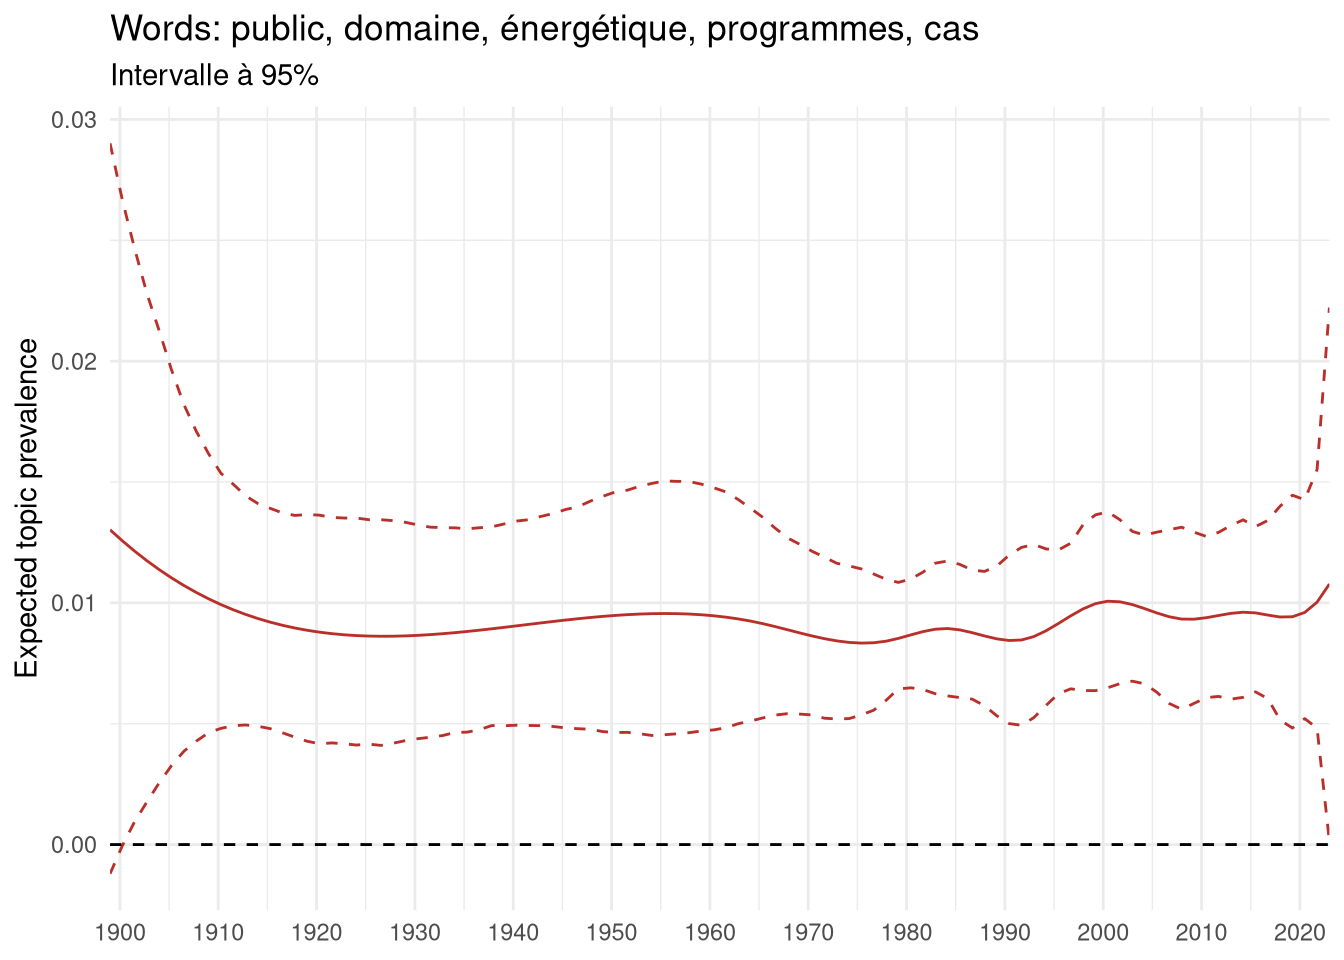 Words: public, domaine, énergétique, programmes, cas
Intervalle à 95%
Expected topic prevalence
0.03
0.02
0.01
0.00
1900 1910 1920 1930 1940 1950 1960 1970 1980 1990 2000 2010 2020